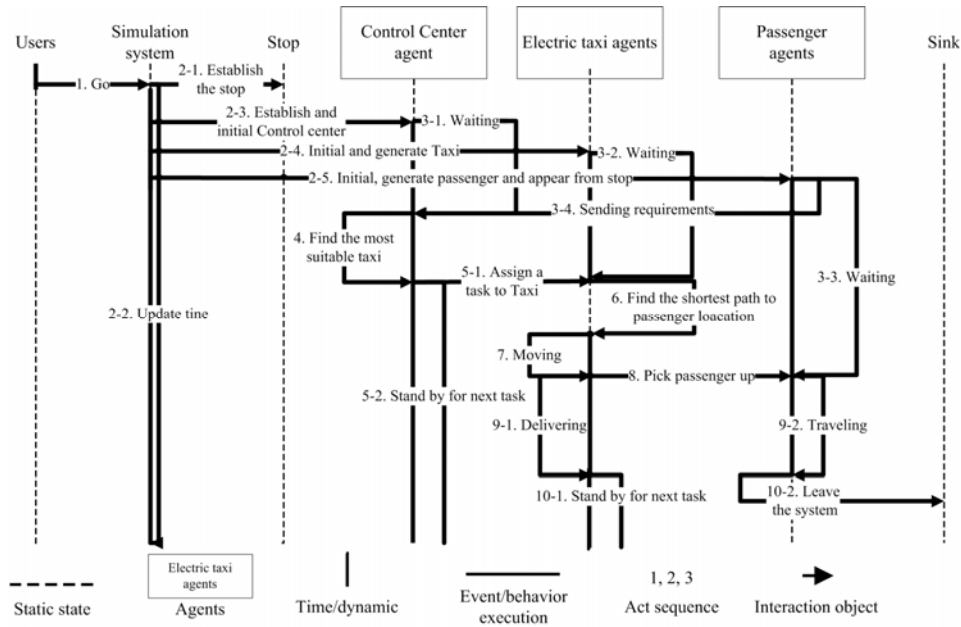 Users
Simulation
system
Stop
Control Center
agent
Electric taxi agents
Passenger
agents
Sink
1. Go
2-1. Establish
the stop
2-3. Establish and
initial Control center
3-1. Waiting
2-4. Initial and generate Taxi
3-2. Waiting
2-5. Initial, generate passenger and appear from stop
3-4. Sending requirements
4. Find the most
suitable taxi
5-1. Assign a
task to Taxi
3-3. Waiting
6. Find the shortest path to
passenger loacation
2-2. Update tine
7. Moving
8. Pick passenger up
5-2. Stand by for next task
9-1. Delivering
9-2. Traveling
10-1. Stand by for next task
10-2. Leave
the system
Electric taxi
agents
Static state
Agents
Time/dynamic
Event/behavior
execution
1, 2, 3
Act sequence
Interaction object